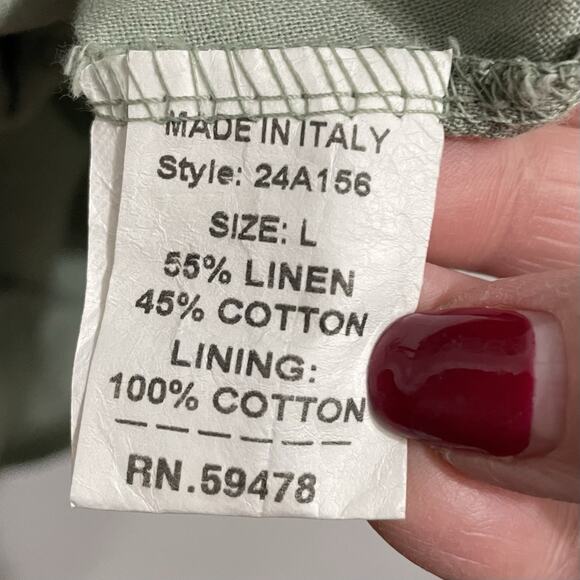 MADE IN ITALY
Style: 24A156
SIZE: L
55% LINEN
45% COTTON
LINING:
100% COTTON
RN.59478